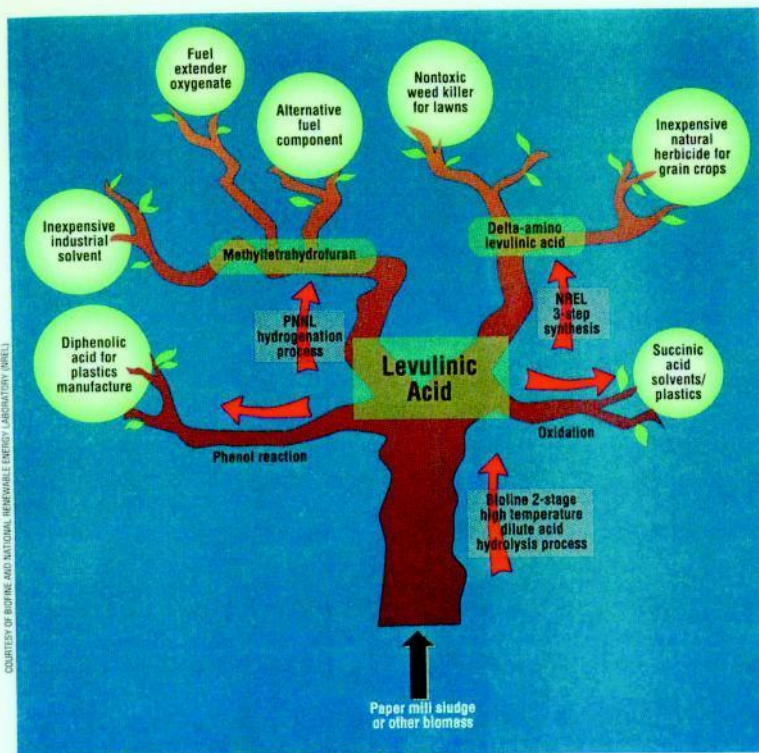 Fuel
extender
oxygenate
Alternative
fuel
component
Nontoxic
weed killer
for lawns
Inexpensive
natural
herbicide for
grain crops
Inexpensive
industrial
solvent
Methyltetrahydrofuran
Delta-amino
levulinic acid
PNNL
hydrogenation
process
NREL
3-step
synthesis
Diphenolic
acid for
plastics
manufacture
Levulinic
Acid
Succinic
acid
solvents/
plastics
Phenol reaction
Oxidation
Bioline 2-stage
high temperature
dilute acid
hydrolysis process
Paper mill sludge
or other biomass
COURTESY OF BIOFINE AND NATIONAL RENEWABLE ENERGY LABORATORY (NREL)